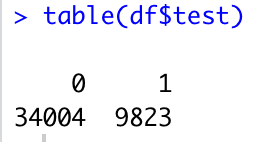 > table(df$test)
0 1
34004 9823